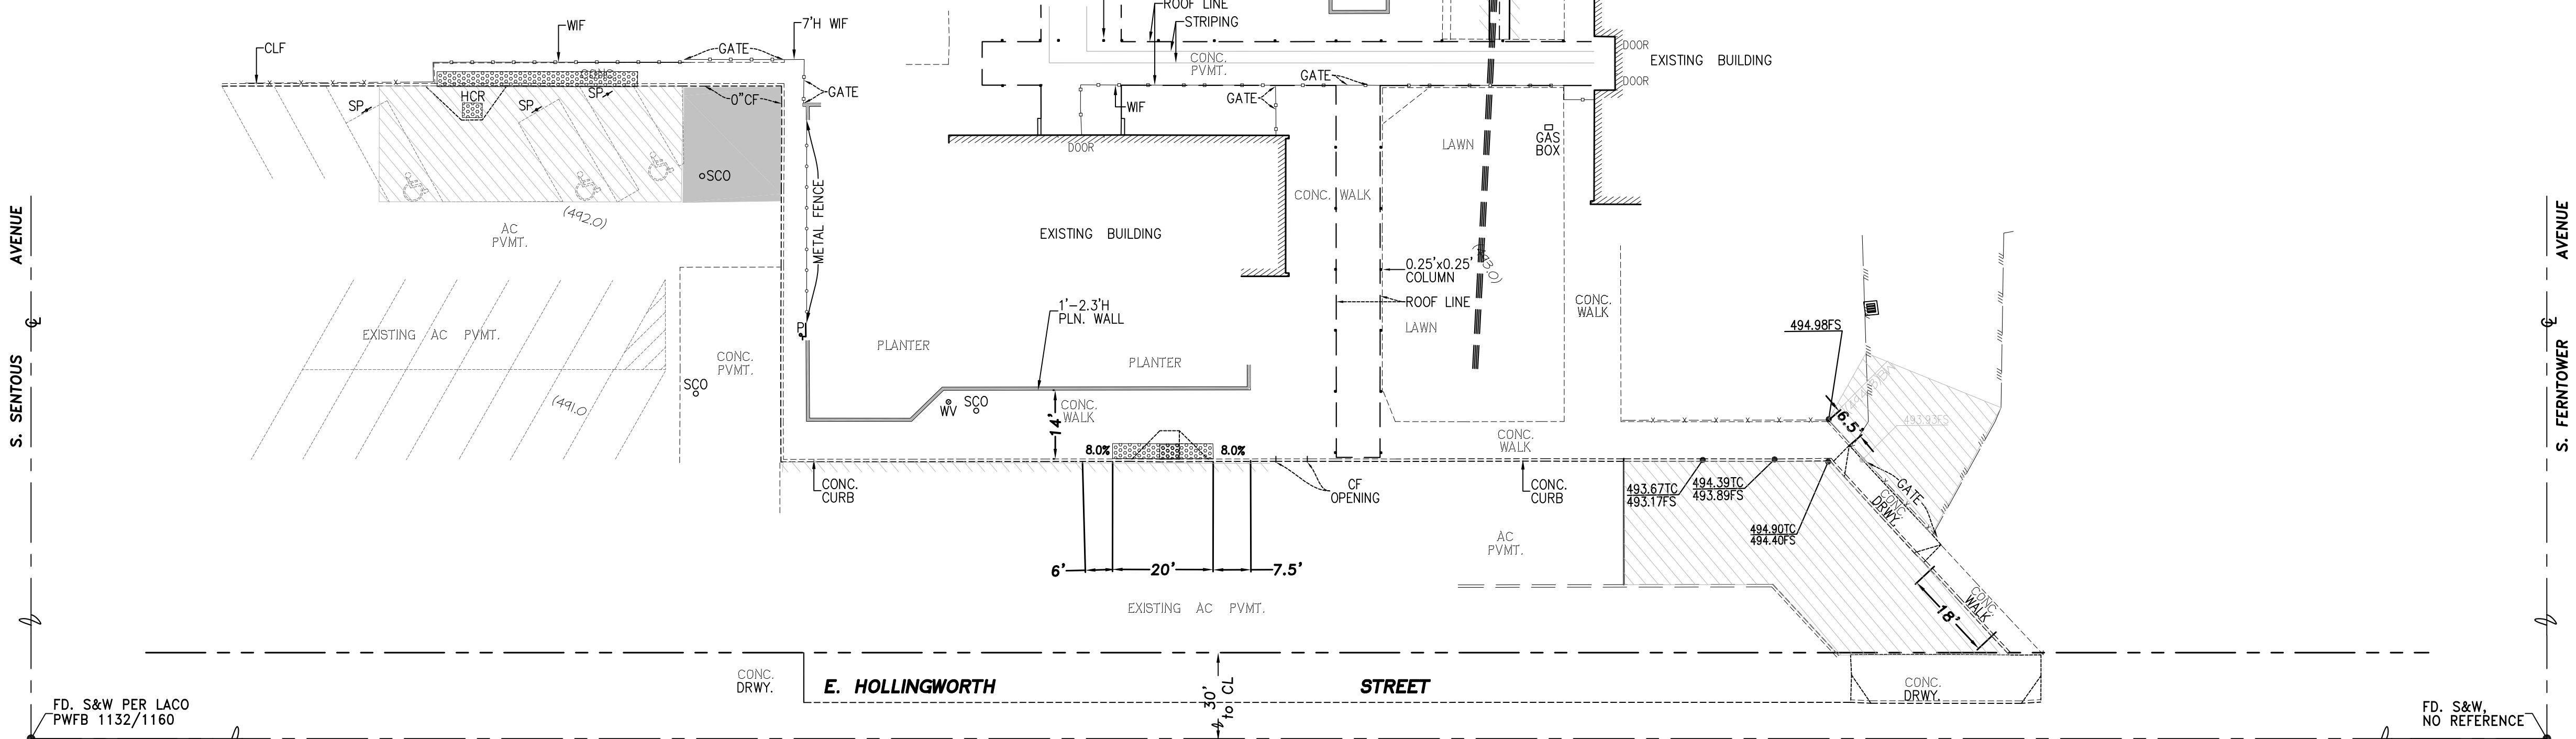 ROOF LINE
STRIPING
7'H WIF
WIF
GATE
CLF
CONC.
CONC.
PVMT.
GATE
DOOR
EXISTING BUILDING
DOOR
GATE
GATE
WIF
SP
HCR
SP
SP
0"CF
DOOR
LAWN
GAS
BOX
SCO
METAL FENCE
CONC. WALK
(492.0)
AC
PVMT.
EXISTING BUILDING
0.25'x0.25'
COLUMN
ROOF LINE
LAWN
CONC.
WALK
S. SENTOUS AVENUE
S. FERNTOWER AVENUE
1'-2.3'H
PLN. WALL
P
PLANTER
PLANTER
EXISTING AC PVMT.
CONC.
PVMT.
SCO
(491.0
WV
SCO
14'
CONC.
WALK
8.0%
8.0%
494.98FS
6.5'
493.93FS
CONC.
WALK
CONC.
CURB
CF
OPENING
CONC.
CURB
493.67TC
493.17FS
494.39TC
493.89FS
494.90TC
494.40FS
GATE
CONC.
DRWY.
AC
PVMT.
6'
20'
7.5'
EXISTING AC PVMT.
18'
CONC.
WALK
CONC.
DRWY.
E. HOLLINGWORTH STREET
30'
to CL
CONC.
DRWY.
FD. S&W PER LACO
PWFB 1132/1160
FD. S&W,
NO REFERENCE